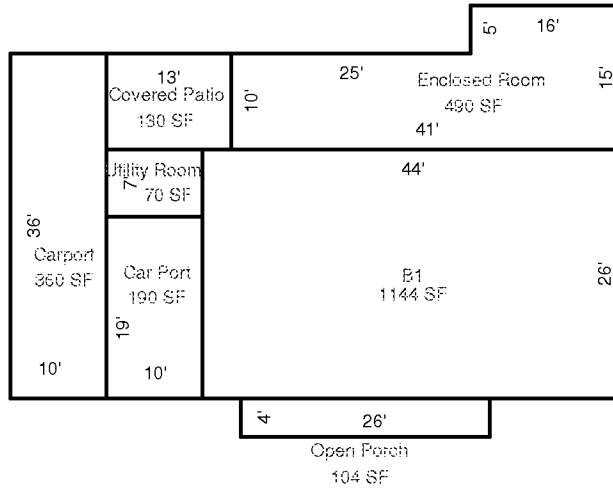 5'
16'
13'
Covered Patio
130 SF
10'
25'
Enclosed Room
490 SF
15'
41'
Utility Room
7'
70 SF
44'
36'
Carport
360 SF
Car Port
190 SF
B1
1144 SF
26'
19'
10'
10'
4'
26'
Open Porch
104 SF